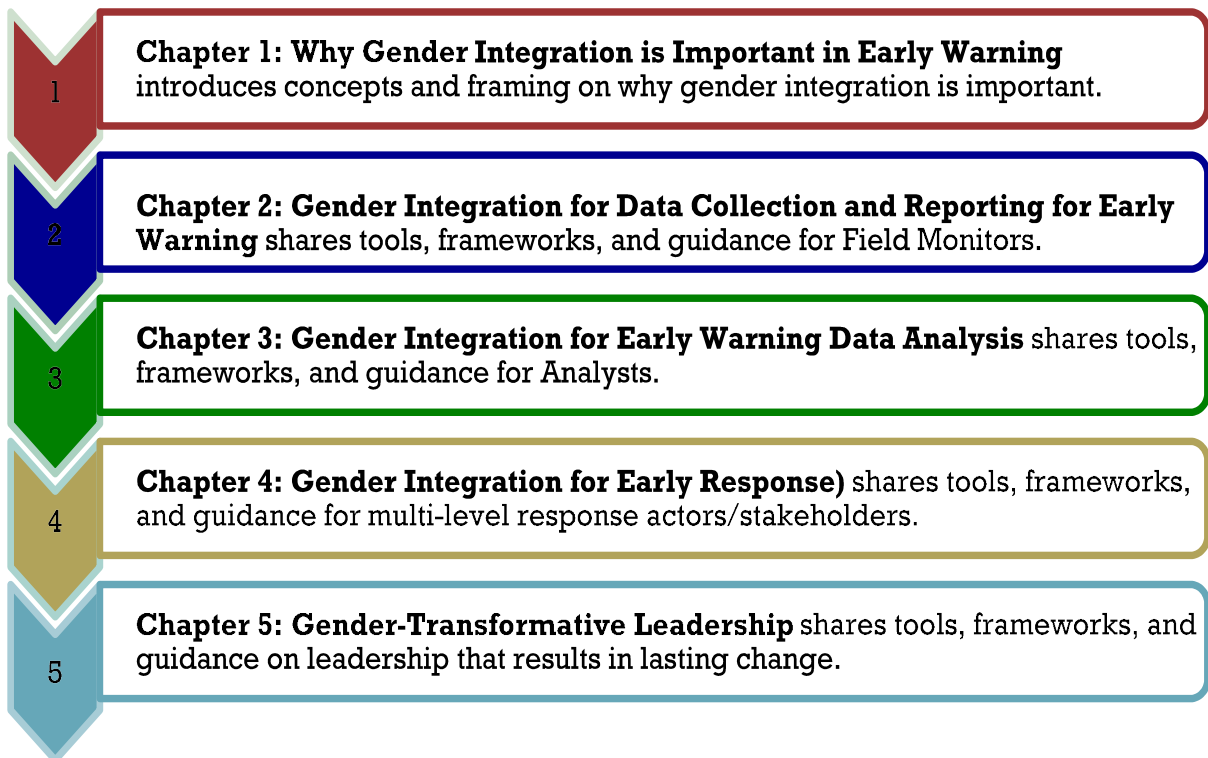 1
Chapter 1: Why Gender Integration is Important in Early Warning
introduces concepts and framing on why gender integration is important.
2
Chapter 2: Gender Integration for Data Collection and Reporting for Early
Warning shares tools, frameworks, and guidance for Field Monitors.
3
Chapter 3: Gender Integration for Early Warning Data Analysis shares tools,
frameworks, and guidance for Analysts.
4
Chapter 4: Gender Integration for Early Response) shares tools, frameworks,
and guidance for multi-level response actors/stakeholders.
5
Chapter 5: Gender-Transformative Leadership shares tools, frameworks, and
guidance on leadership that results in lasting change.